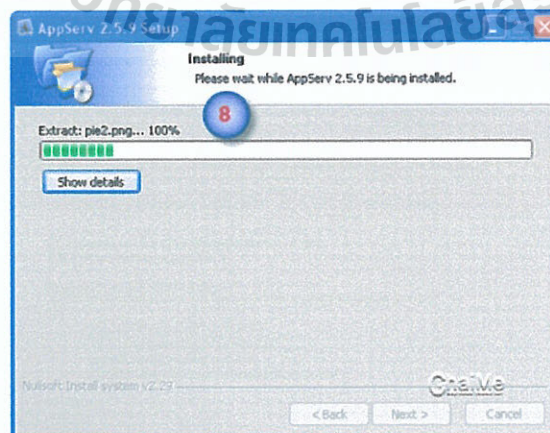 AppServ 2.5.9 Setup
Installing
Please wait while AppServ 2.5.9 is being installed.
8
Extract: pie2.png... 100%
Show details
Nullsoft Install System v2.29
< Back
Next >
Cancel